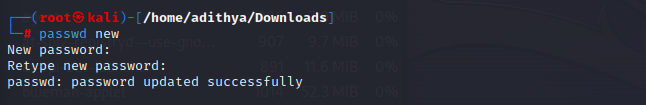 ┌──(root㉿kali)-[/home/adithya/Downloads]
└─# passwd new
New password:
Retype new password:
passwd: password updated successfully